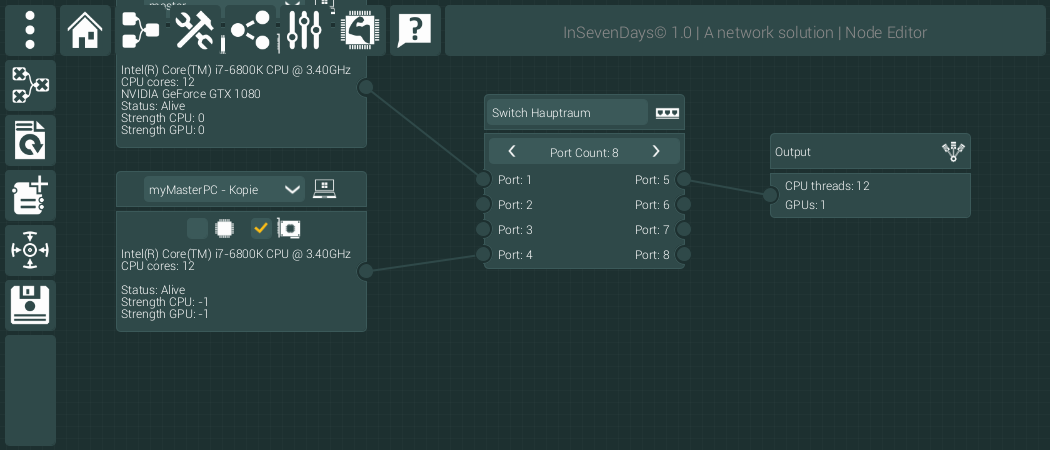 InSevenDays© 1.0 | A network solution | Node Editor
Intel(R) Core(TM) i7-6800K CPU @ 3.40GHz
CPU cores: 12
NVIDIA GeForce GTX 1080
Status: Alive
Strength CPU: 0
Strength GPU: 0
myMasterPC - Kopie
Intel(R) Core(TM) i7-6800K CPU @ 3.40GHz
CPU cores: 12
Status: Alive
Strength CPU: -1
Strength GPU: -1
Switch Hauptraum
Port Count: 8
Port: 1 Port: 5
Port: 2 Port: 6
Port: 3 Port: 7
Port: 4 Port: 8
Output
CPU threads: 12
GPUs: 1